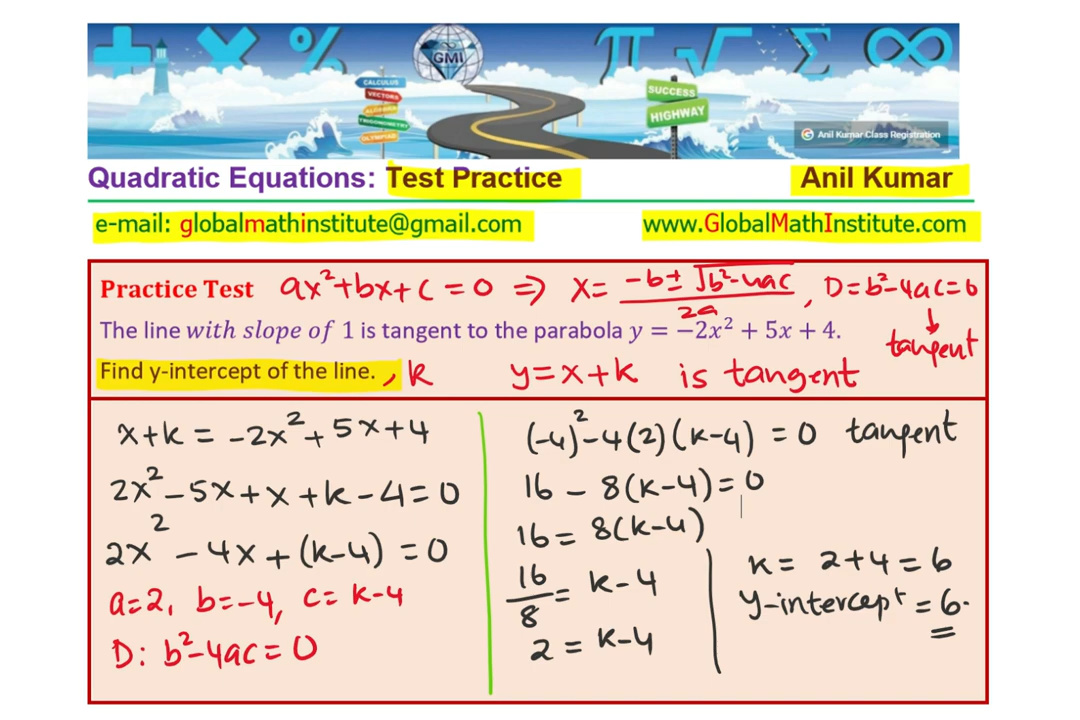 GMI
CALCULUS
VECTORS
ALGEBRA
TRIGONOMETRY
OLYMPIAD
SUCCESS
HIGHWAY
Anil Kumar Class Registration
Quadratic Equations: Test Practice Anil Kumar
e-mail: globalmathinstitute@gmail.com www.GlobalMathInstitute.com
Practice Test ax²+bx+c=0 ⇒ x= (-b±√(b²-4ac))/2a , D=b²-4ac=0
The line with slope of 1 is tangent to the parabola y = −2x² + 5x + 4.
↓ tangent
Find y-intercept of the line. , k y=x+k is tangent
x+k = -2x²+5x+4
2x²-5x+x+k-4=0
2x²-4x+(k-4)=0
a=2, b=-4, c=k-4
D: b²-4ac=0
(-4)²-4(2)(k-4)=0 tangent
16-8(k-4)=0
16=8(k-4)
16/8=k-4
2=k-4
k=2+4=6
y-intercept=6.